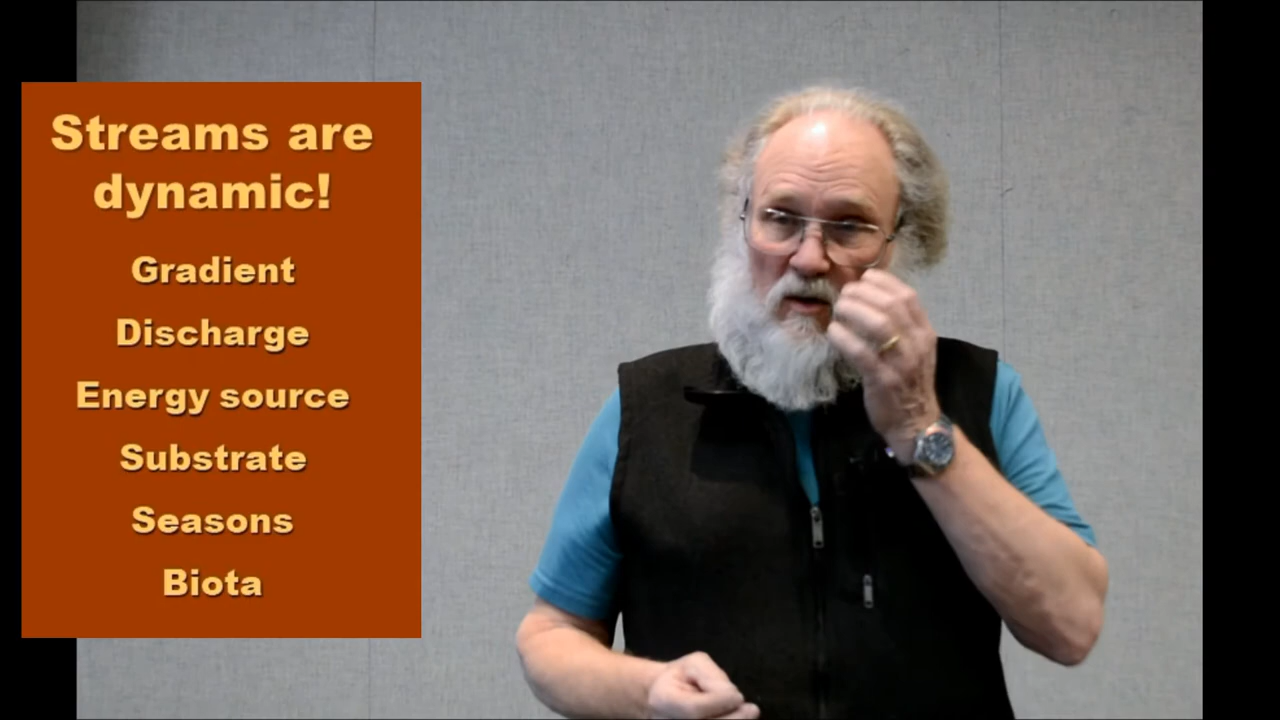 Streams are
dynamic!
Gradient
Discharge
Energy source
Substrate
Seasons
Biota